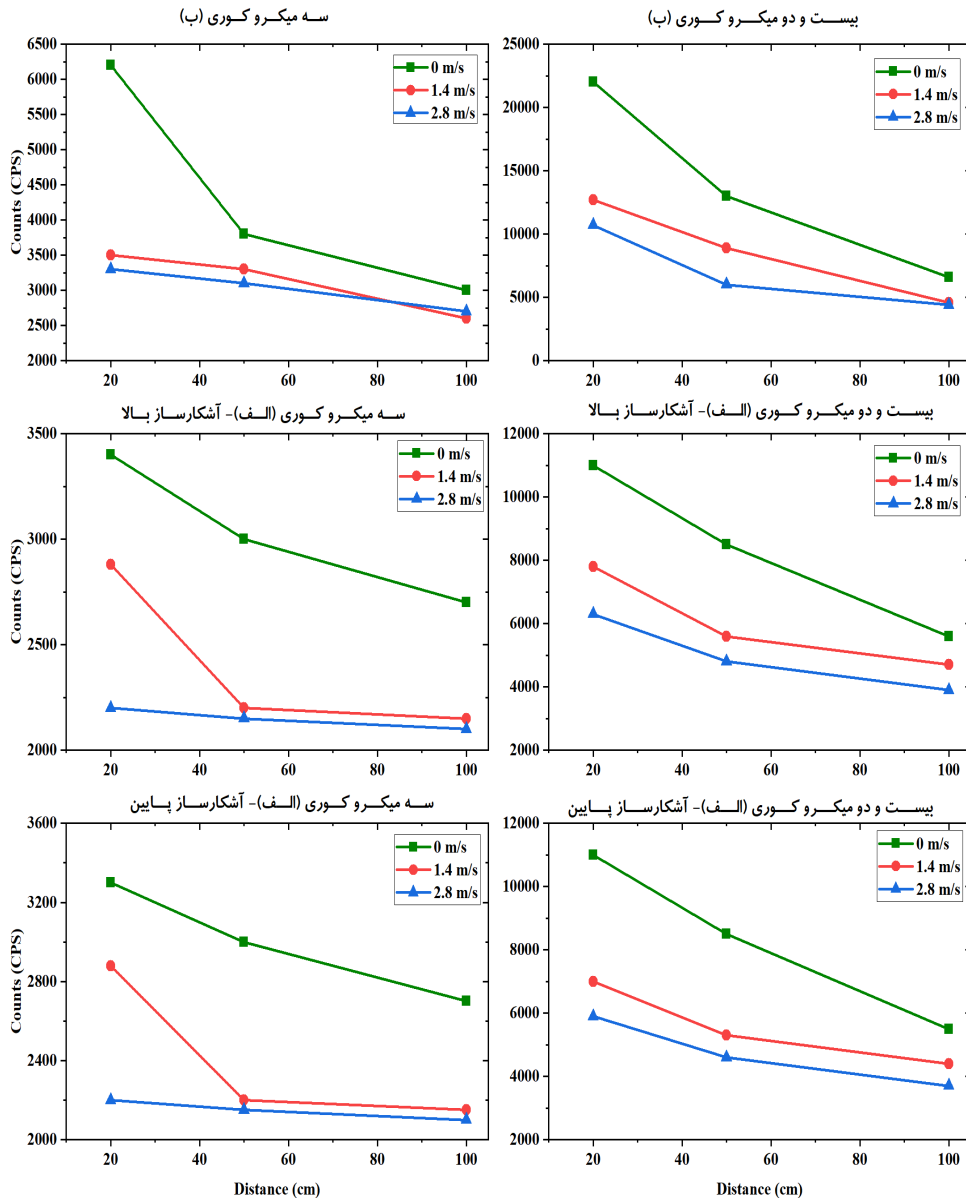 سه میکرو کوری (ب)
6500
6000
5500
5000
4500
4000
3500
3000
2500
2000
Counts (CPS)
0 m/s
1.4 m/s
2.8 m/s
20 40 60 80 100
بیست و دو میکرو کوری (ب)
25000
20000
15000
10000
5000
0
0 m/s
1.4 m/s
2.8 m/s
20 40 60 80 100
سه میکرو کوری (الف)- آشکارساز بالا
3500
3000
2500
2000
Counts (CPS)
0 m/s
1.4 m/s
2.8 m/s
20 40 60 80 100
بیست و دو میکرو کوری (الف)- آشکارساز بالا
12000
10000
8000
6000
4000
2000
0 m/s
1.4 m/s
2.8 m/s
20 40 60 80 100
سه میکرو کوری (الف)- آشکارساز پایین
3600
3200
2800
2400
2000
Counts (CPS)
0 m/s
1.4 m/s
2.8 m/s
20 40 60 80 100
Distance (cm)
بیست و دو میکرو کوری (الف)- آشکارساز پایین
12000
10000
8000
6000
4000
2000
0 m/s
1.4 m/s
2.8 m/s
20 40 60 80 100
Distance (cm)